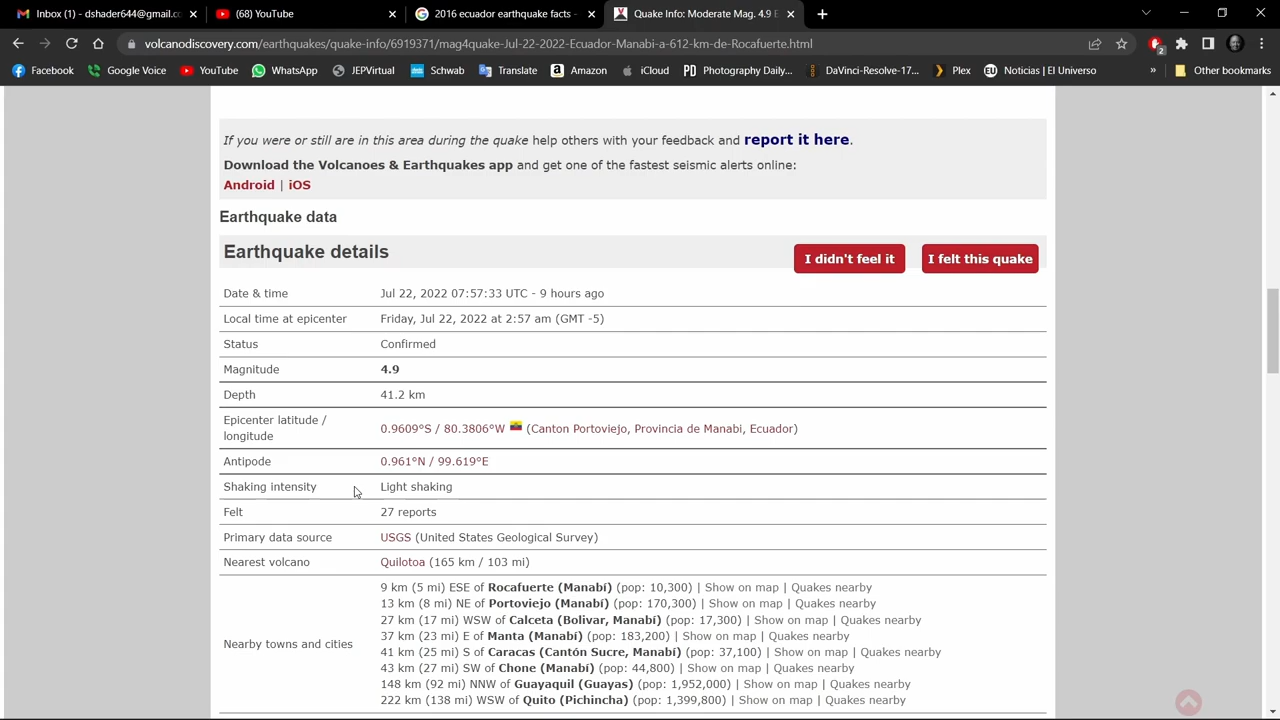 Inbox (60) - dshader644@gmail.co
(68) YouTube
2016 ecuador earthquake facts -
Quake Info: Moderate Mag. 4.9 E
volcanodiscovery.com/earthquakes/quake-info/6919371/mag4quake-Jul-22-2022-Ecuador-Manabi-a-612-km-de-Rocafuerte.html
2
Facebook
Google Voice
YouTube
WhatsApp
JEPVirtual
Schwab
Translate
Amazon
iCloud
Photography Daily...
DaVinci-Resolve-17...
Plex
Noticias | El Universo
»
Other bookmarks
If you were or still are in this area during the quake help others with your feedback and report it here.
Download the Volcanoes & Earthquakes app and get one of the fastest seismic alerts online:
Android | iOS
Earthquake data
Earthquake details
I didn't feel it
I felt this quake
Date & time Jul 22, 2022 07:57:33 UTC - 9 hours ago
Local time at epicenter Friday, Jul 22, 2022 at 2:57 am (GMT -5)
Status Confirmed
Magnitude 4.9
Depth 41.2 km
Epicenter latitude /
longitude
0.9609°S / 80.3806°W (Canton Portoviejo, Provincia de Manabi, Ecuador)
Antipode 0.961°N / 99.619°E
Shaking intensity Light shaking
Felt 27 reports
Primary data source USGS (United States Geological Survey)
Nearest volcano Quilotoa (165 km / 103 mi)
Nearby towns and cities
9 km (5 mi) ESE of Rocafuerte (Manabí) (pop: 10,300) | Show on map | Quakes nearby
13 km (8 mi) NE of Portoviejo (Manabí) (pop: 170,300) | Show on map | Quakes nearby
27 km (17 mi) WSW of Calceta (Bolivar, Manabí) (pop: 17,300) | Show on map | Quakes nearby
37 km (23 mi) E of Manta (Manabí) (pop: 183,200) | Show on map | Quakes nearby
41 km (25 mi) S of Caracas (Cantón Sucre, Manabí) (pop: 37,100) | Show on map | Quakes nearby
43 km (27 mi) SW of Chone (Manabí) (pop: 44,800) | Show on map | Quakes nearby
148 km (92 mi) NNW of Guayaquil (Guayas) (pop: 1,952,000) | Show on map | Quakes nearby
222 km (138 mi) WSW of Quito (Pichincha) (pop: 1,399,800) | Show on map | Quakes nearby